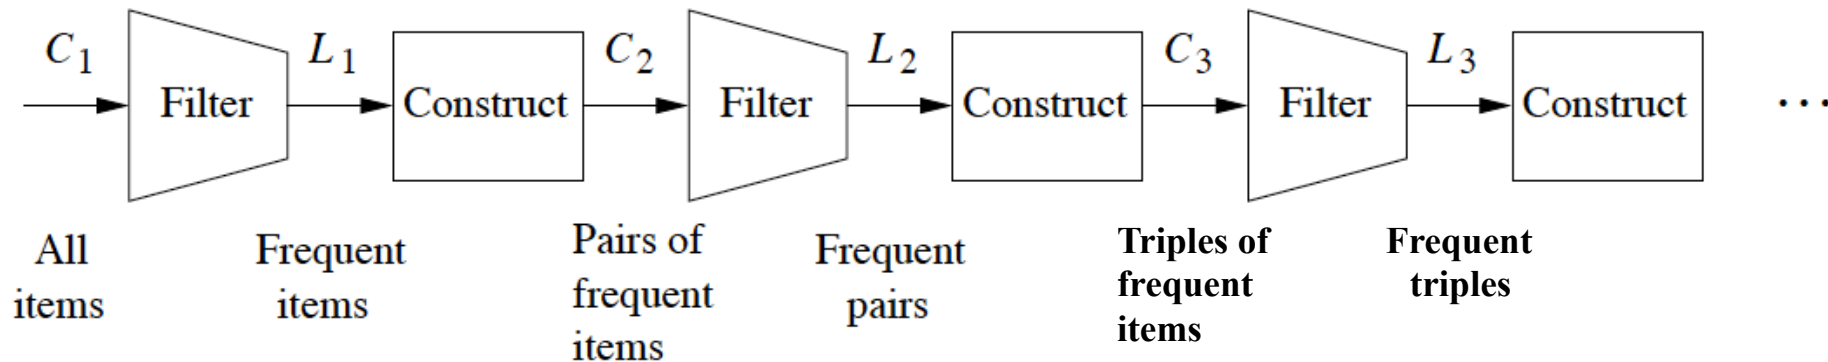 C1 L1 C2 L2 C3 L3
Filter Construct Filter Construct Filter Construct ...
All
items
Frequent
items
Pairs of
frequent
items
Frequent
pairs
Triples of
frequent
items
Frequent
triples